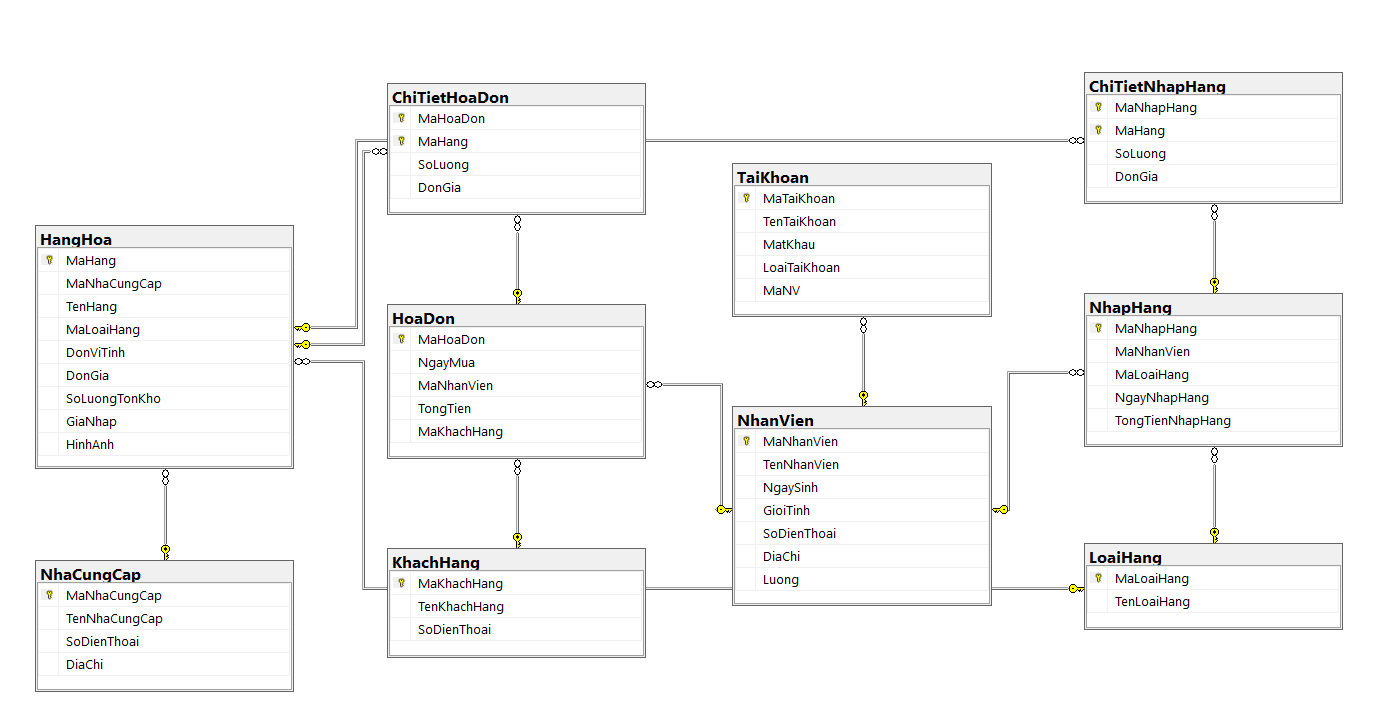 ChiTietHoaDon
MaHoaDon
MaHang
SoLuong
DonGia
ChiTietNhapHang
MaNhapHang
MaHang
SoLuong
DonGia
TaiKhoan
MaTaiKhoan
TenTaiKhoan
MatKhau
LoaiTaiKhoan
MaNV
HangHoa
MaHang
MaNhaCungCap
TenHang
MaLoaiHang
DonViTinh
DonGia
SoLuongTonKho
GiaNhap
HinhAnh
HoaDon
MaHoaDon
NgayMua
MaNhanVien
TongTien
MaKhachHang
NhapHang
MaNhapHang
MaNhanVien
MaLoaiHang
NgayNhapHang
TongTienNhapHang
NhanVien
MaNhanVien
TenNhanVien
NgaySinh
GioiTinh
SoDienThoai
DiaChi
Luong
NhaCungCap
MaNhaCungCap
TenNhaCungCap
SoDienThoai
DiaChi
KhachHang
MaKhachHang
TenKhachHang
SoDienThoai
LoaiHang
MaLoaiHang
TenLoaiHang